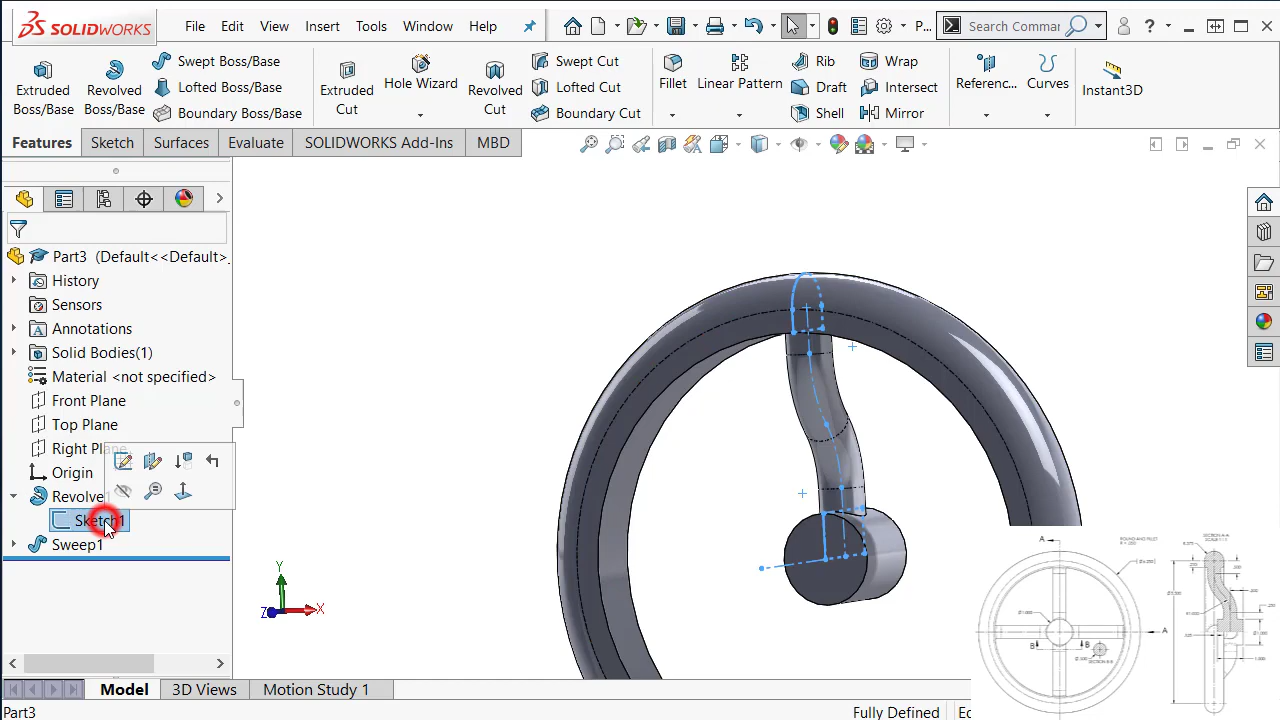 SOLIDWORKS File Edit View Insert Tools Window Help P... Search Commar
Extruded Boss/Base
Revolved Boss/Base
Swept Boss/Base
Lofted Boss/Base
Boundary Boss/Base
Extruded Cut
Hole Wizard
Revolved Cut
Swept Cut
Lofted Cut
Boundary Cut
Fillet
Linear Pattern
Rib
Draft
Shell
Wrap
Intersect
Mirror
Referenc...
Curves
Instant3D
Features Sketch Surfaces Evaluate SOLIDWORKS Add-Ins MBD
Part3 (Default<<Default>.
History
Sensors
Annotations
Solid Bodies(1)
Material <not specified>
Front Plane
Top Plane
Right Plane
Origin
Revolve
Sketch1
Sweep1
Y
X
Z
A
A
B B
SECTION B-B
SECTION A-A
Model 3D Views Motion Study 1
Part3 Fully Defined